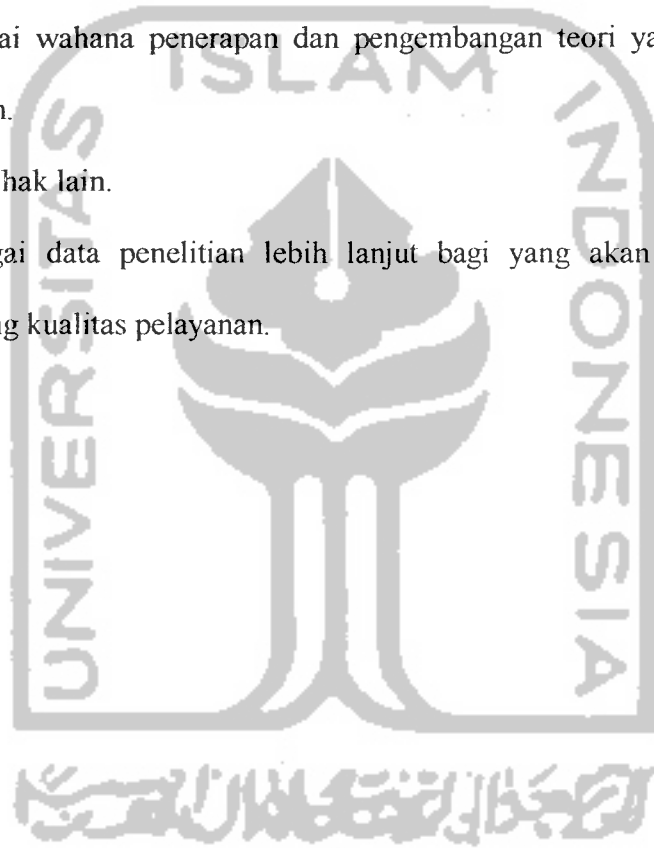 ai wahana penerapan dan pengembangan teori ya
n.
hak lain.
gai data penelitian lebih lanjut bagi yang akan
ng kualitas pelayanan.
ISLAM
UNIVERSITAS
INDONESIA